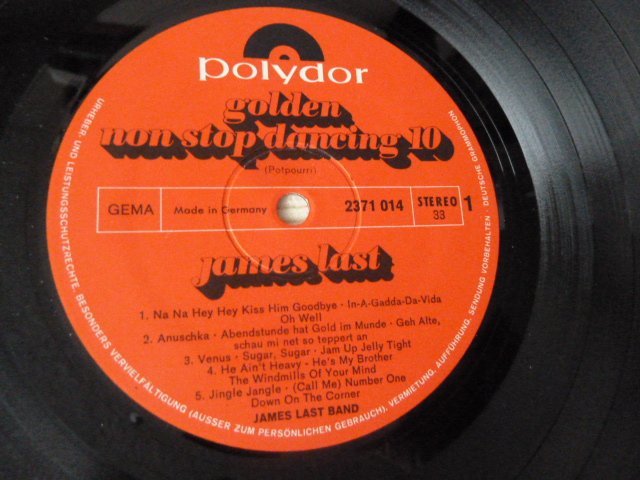 polydor
golden
non stop dancing 10
(Potpourri)
GEMA
Made in Germany
2371 014
STEREO
33
1
james last
1. Na Na Hey Hey Kiss Him Goodbye · In-A-Gadda-Da-Vida
Oh Well
2. Anuschka · Abendstunde hat Gold im Munde · Geh Alte,
schau mi net so teppert an
3. Venus · Sugar, Sugar · Jam Up Jelly Tight
4. He Ain't Heavy - He's My Brother
The Windmills Of Your Mind
5. Jingle Jangle · (Call Me) Number One
Down On The Corner
JAMES LAST BAND
URHEBER- UND LEISTUNGSSCHUTZRECHTE, BESONDERS VERVIELFÄLTIGUNG (AUSSER ZUM PERSÖNLICHEN GEBRAUCH), VERMIETUNG, AUFFÜHRUNG, SENDUNG VORBEHALTEN · DEUTSCHE GRAMMOPHON